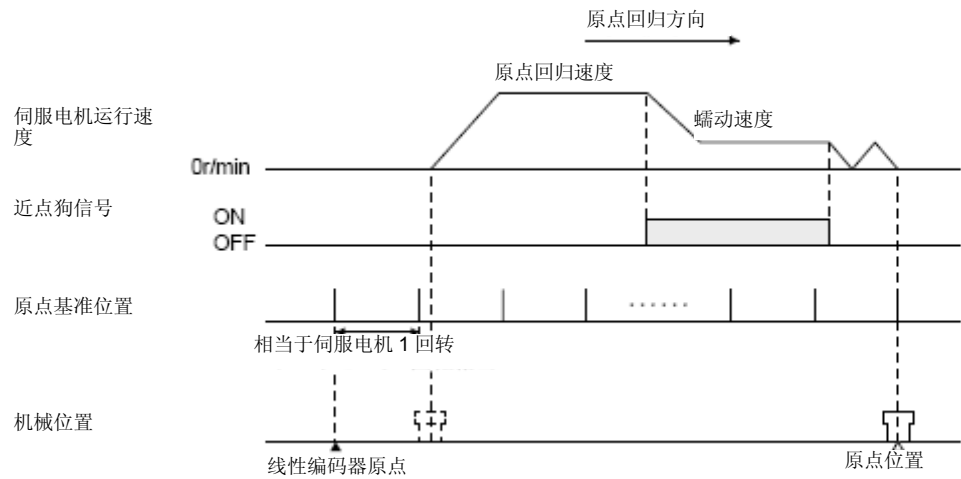 原点回归方向
原点回归速度
伺服电机运行速
度
蠕动速度
0r/min
近点狗信号
ON
OFF
原点基准位置
······
相当于伺服电机 1 回转
机械位置
线性编码器原点
原点位置